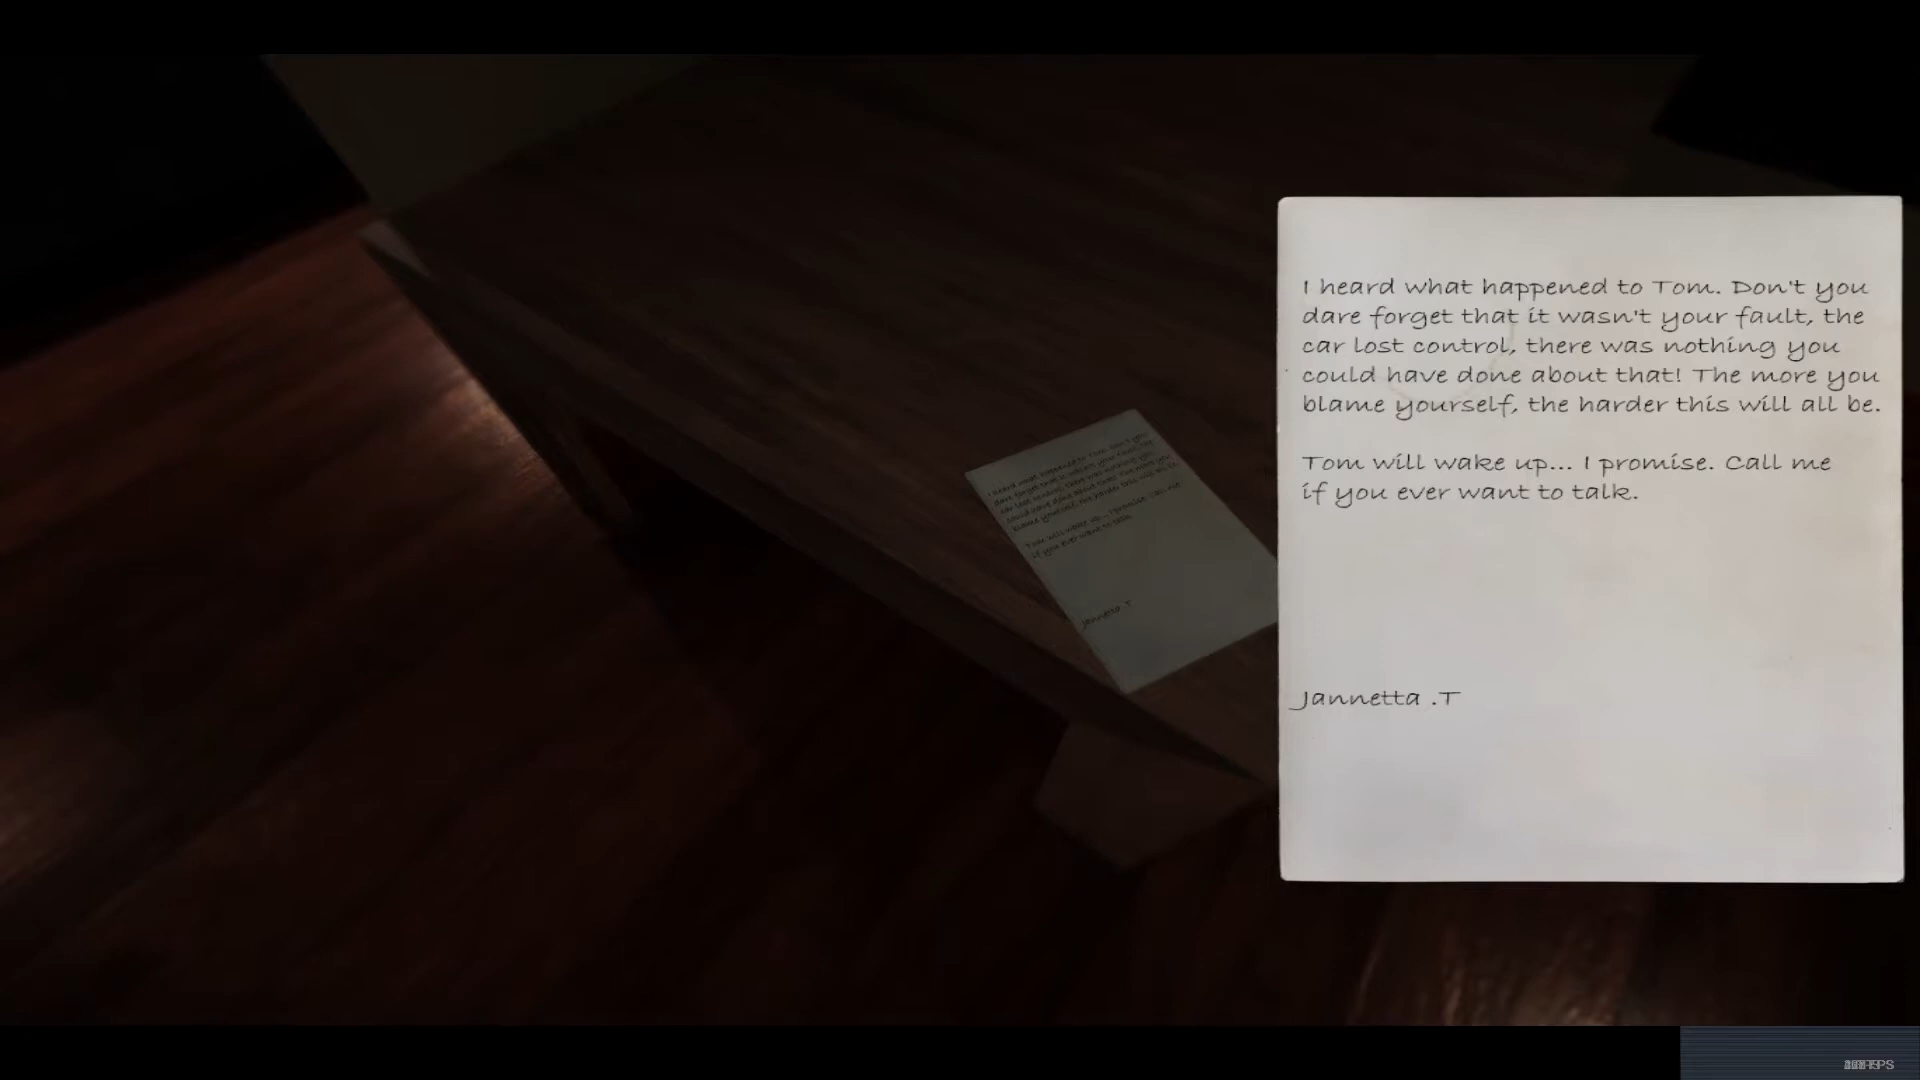 I heard what happened to Tom. Don't you
dare forget that it wasn't your fault, the
car lost control, there was nothing you
could have done about that! The more you
blame yourself, the harder this will all be.
Tom will wake up... I promise. Call me
if you ever want to talk.
Jannetta .T